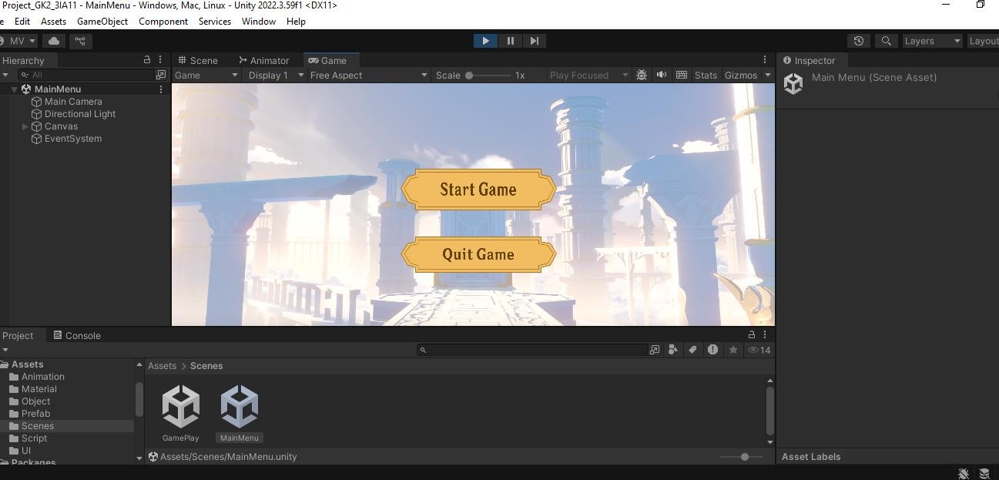 Project_GK2_3IA11 - MainMenu - Windows, Mac, Linux - Unity 2022.3.59f1 <DX11>
e Edit Assets GameObject Component Services Window Help
MV Layers Layout
Hierarchy Scene Animator Game Inspector
All Game Display 1 Free Aspect Scale 1x Play Focused Stats Gizmos Main Menu (Scene Asset)
MainMenu
Main Camera
Directional Light
Canvas
EventSystem
Start Game
Quit Game
Project Console
14
Assets Assets > Scenes
Animation
Material
Object
Prefab
Scenes
Script
UI
Packages
GamePlay MainMenu
Assets/Scenes/MainMenu.unity
Asset Labels